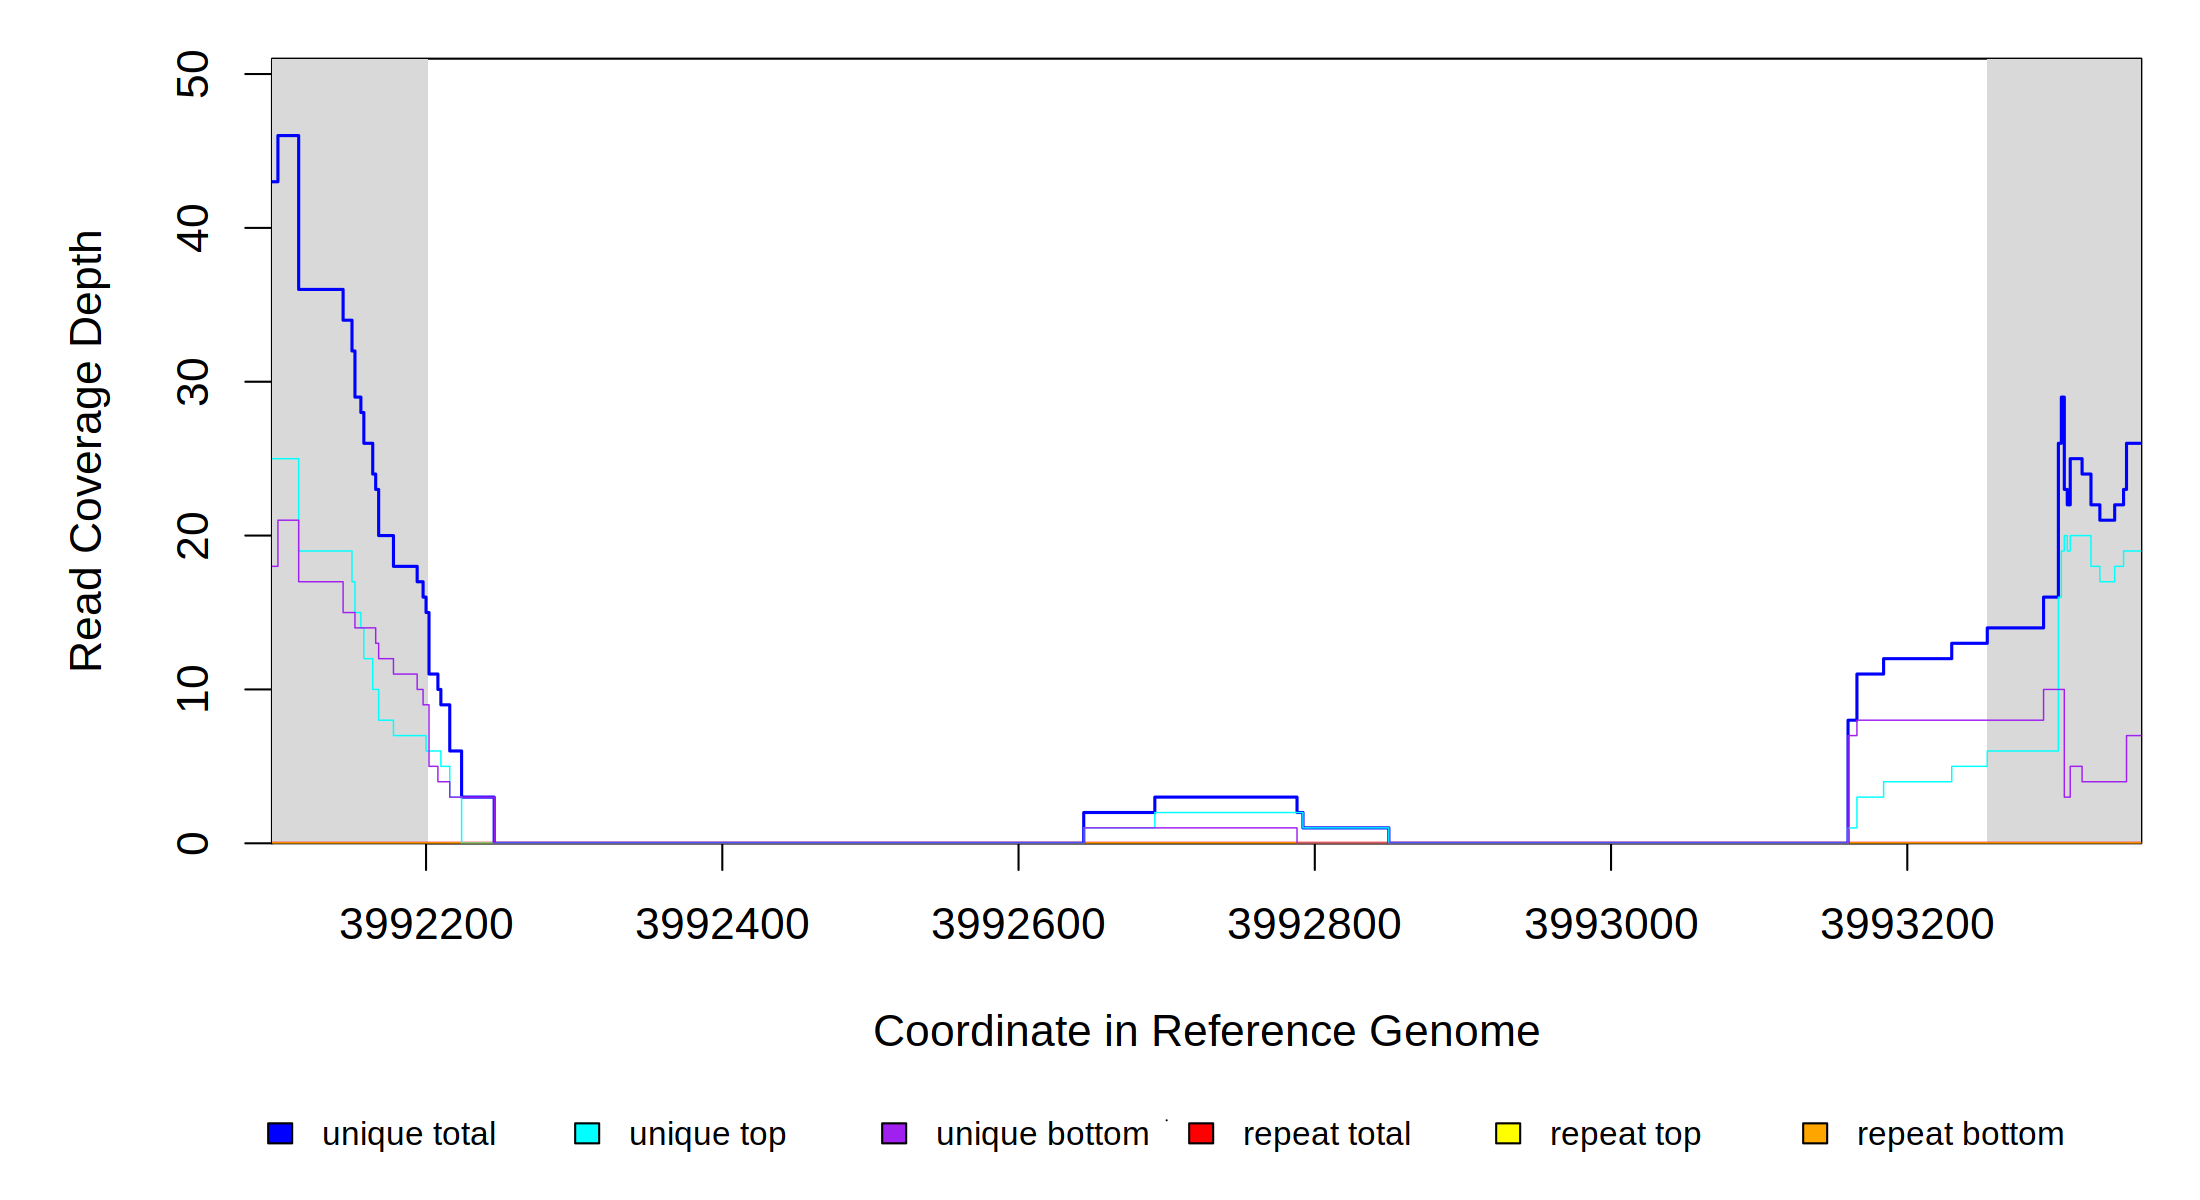 50
40
30
20
10
0
Read Coverage Depth
3992200 3992400 3992600 3992800 3993000 3993200
Coordinate in Reference Genome
unique total unique top unique bottom repeat total repeat top repeat bottom